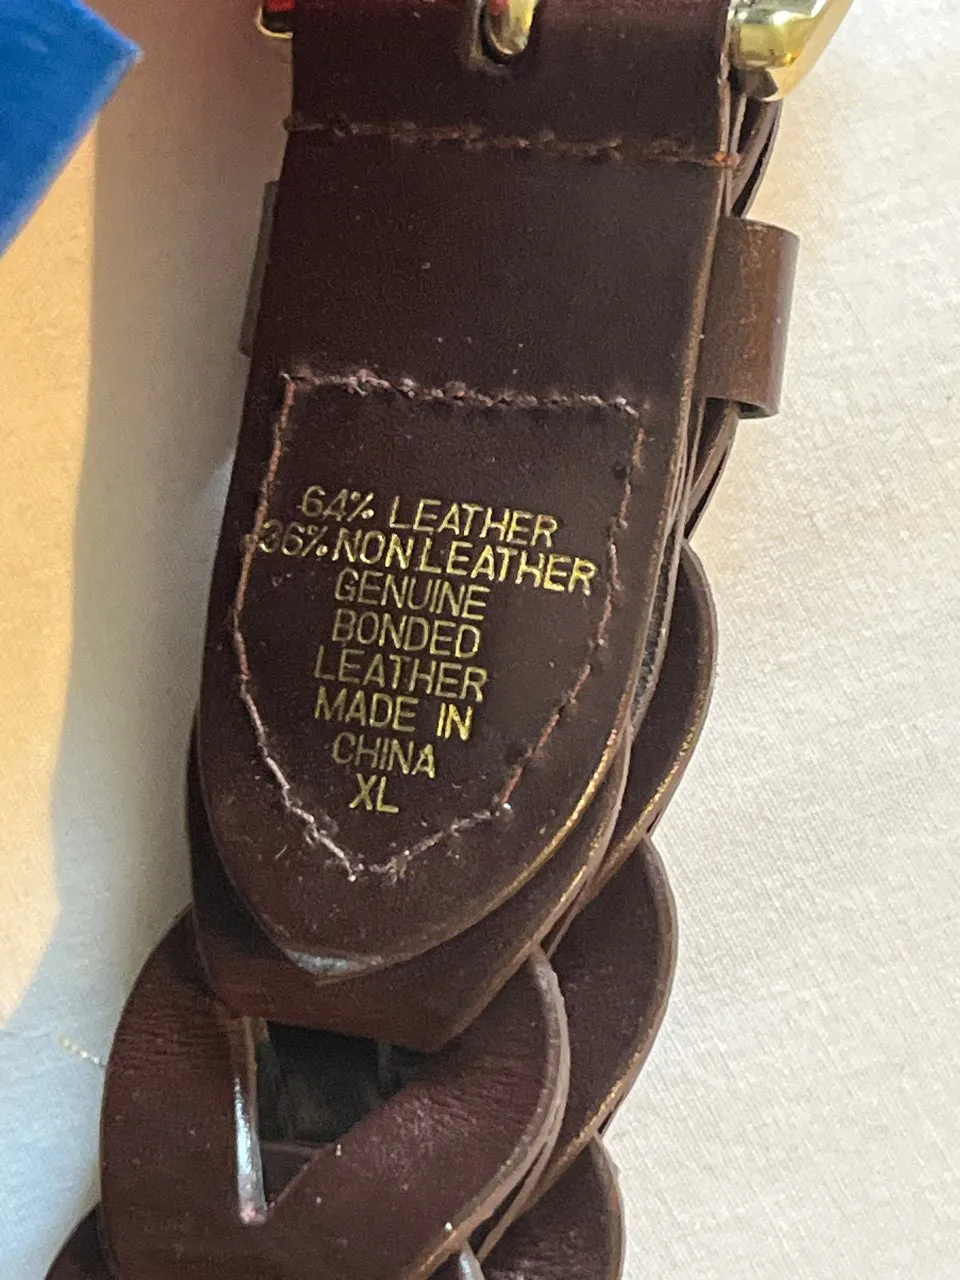 64% LEATHER
36% NON LEATHER
GENUINE
BONDED
LEATHER
MADE IN
CHINA
XL